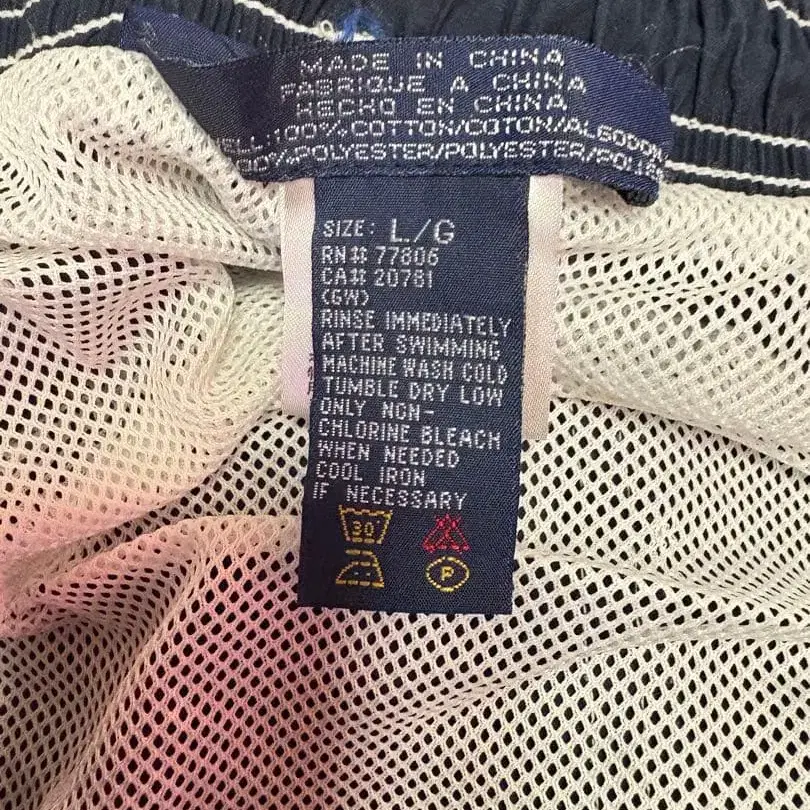 MADE IN CHINA
FABRIQUE A CHINA
HECHO EN CHINA
100% COTTON/COTON/ALGODON
POLYESTER/POLYESTER/
SIZE: L/G
RN# 77806
CA# 20781
(GW)
RINSE IMMEDIATELY
AFTER SWIMMING
MACHINE WASH COLD
TUMBLE DRY LOW
ONLY NON-
CHLORINE BLEACH
WHEN NEEDED
COOL IRON
IF NECESSARY
30
P